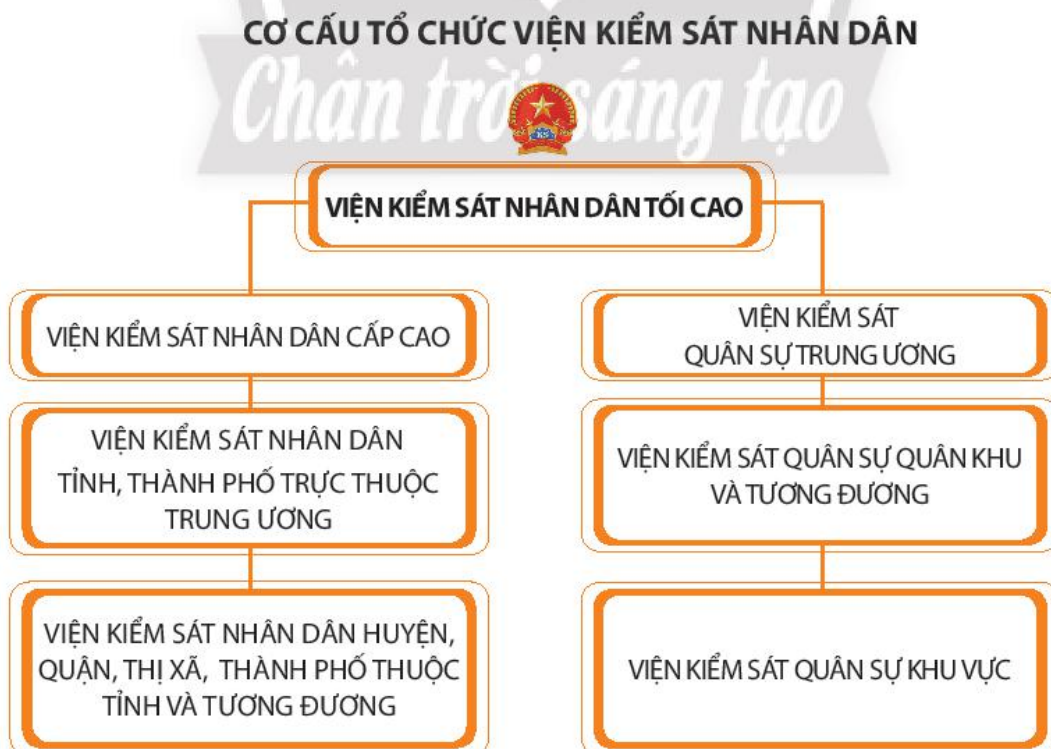 CƠ CẤU TỔ CHỨC VIỆN KIỂM SÁT NHÂN DÂN
Chân trời sáng tạo
VIỆN KIỂM SÁT NHÂN DÂN TỐI CAO
VIỆN KIỂM SÁT NHÂN DÂN CẤP CAO
VIỆN KIỂM SÁT
QUÂN SỰ TRUNG ƯƠNG
VIỆN KIỂM SÁT NHÂN DÂN
TỈNH, THÀNH PHỐ TRỰC THUỘC
TRUNG ƯƠNG
VIỆN KIỂM SÁT QUÂN SỰ QUÂN KHU
VÀ TƯƠNG ĐƯƠNG
VIỆN KIỂM SÁT NHÂN DÂN HUYỆN,
QUẬN, THỊ XÃ, THÀNH PHỐ THUỘC
TỈNH VÀ TƯƠNG ĐƯƠNG
VIỆN KIỂM SÁT QUÂN SỰ KHU VỰC